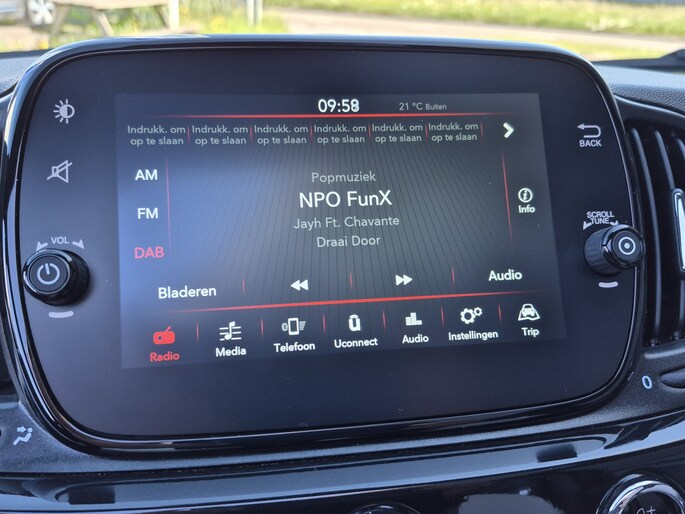 09:58 21 °C Buiten
Indrukk. om Indrukk. om Indrukk. om Indrukk. om Indrukk. om Indrukk. om
op te slaan op te slaan op te slaan op te slaan op te slaan op te slaan
BACK
AM
Popmuziek
NPO FunX
Info
FM
Jayh Ft. Chavante
SCROLL
TUNE
VOL
DAB
Draai Door
Bladeren
Audio
Radio
Media
Telefoon
Uconnect
Audio
Instellingen
Trip
0